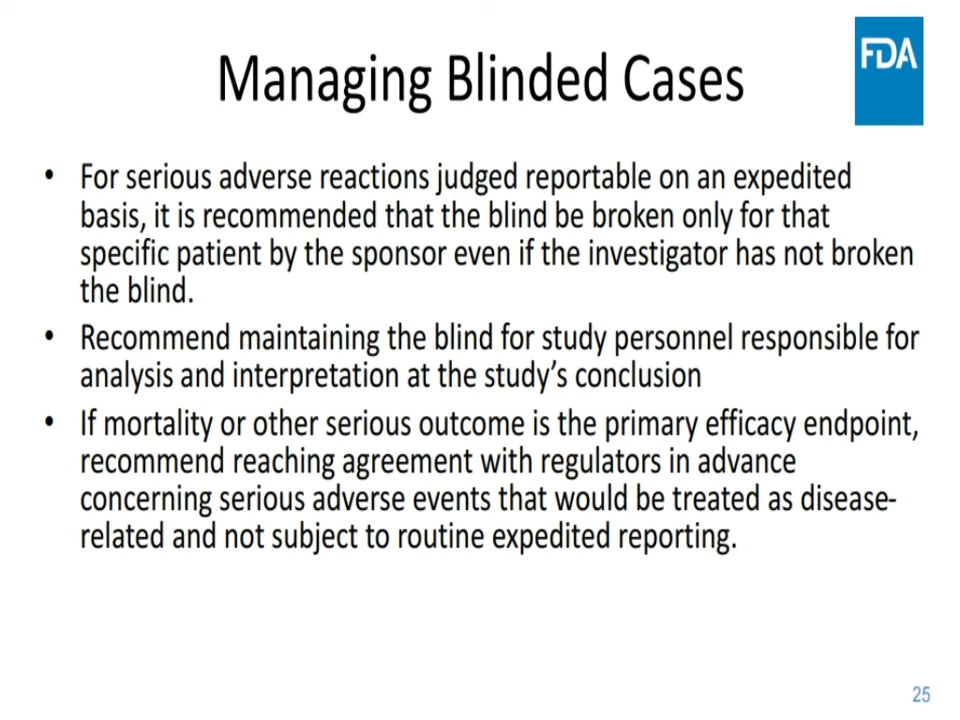 FDA
Managing Blinded Cases
• For serious adverse reactions judged reportable on an expedited
basis, it is recommended that the blind be broken only for that
specific patient by the sponsor even if the investigator has not broken
the blind.
• Recommend maintaining the blind for study personnel responsible for
analysis and interpretation at the study's conclusion
• If mortality or other serious outcome is the primary efficacy endpoint,
recommend reaching agreement with regulators in advance
concerning serious adverse events that would be treated as disease-
related and not subject to routine expedited reporting.
25